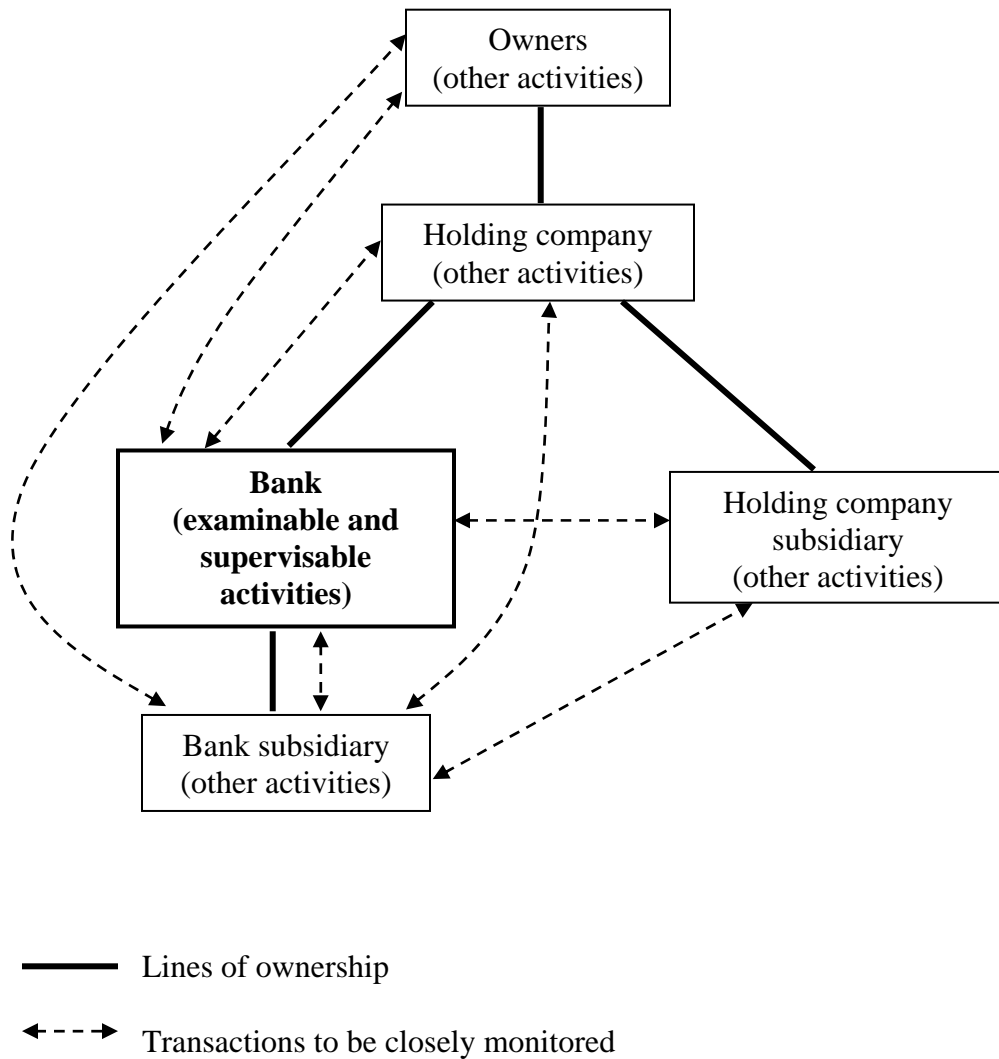 Owners
(other activities)
Holding company
(other activities)
Bank
(examinable and
supervisable
activities)
Holding company
subsidiary
(other activities)
Bank subsidiary
(other activities)
Lines of ownership
Transactions to be closely monitored